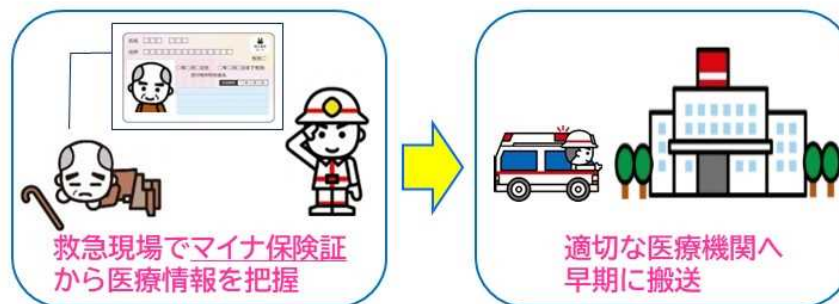 救急現場でマイナ保険証
から医療情報を把握
適切な医療機関へ
早期に搬送